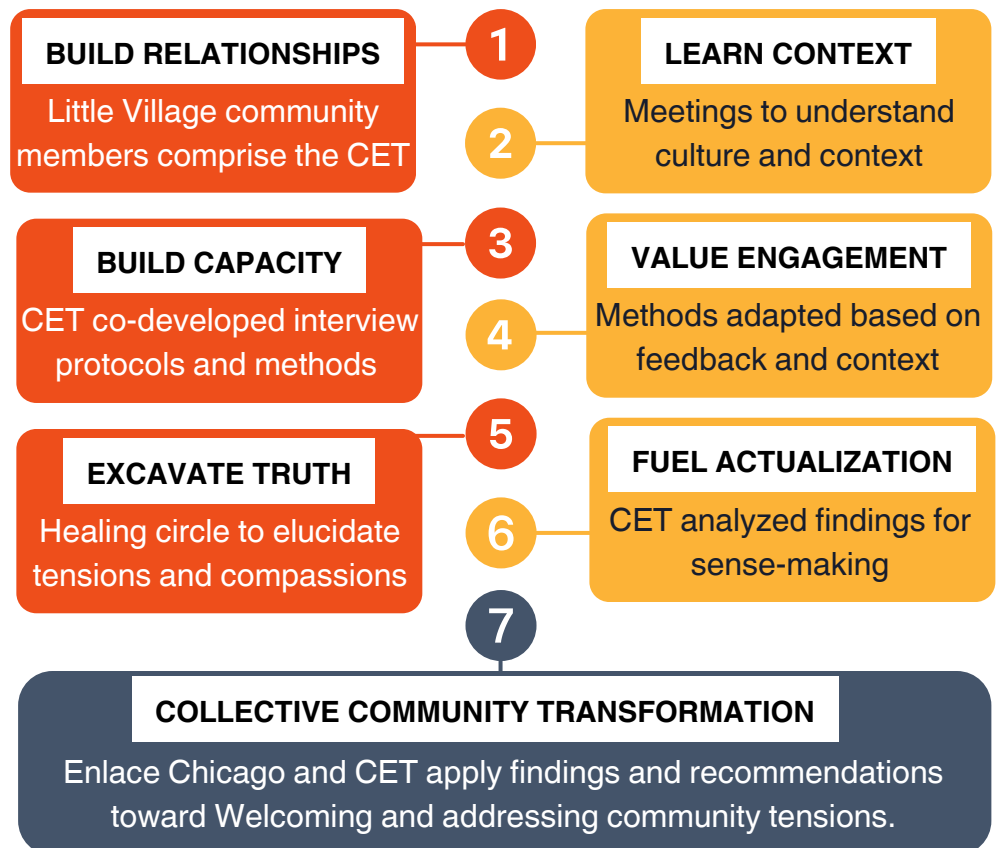 1
BUILD RELATIONSHIPS
Little Village community
members comprise the CET
2
LEARN CONTEXT
Meetings to understand
culture and context
3
BUILD CAPACITY
CET co-developed interview
protocols and methods
4
VALUE ENGAGEMENT
Methods adapted based on
feedback and context
5
EXCAVATE TRUTH
Healing circle to elucidate
tensions and compassions
6
FUEL ACTUALIZATION
CET analyzed findings for
sense-making
7
COLLECTIVE COMMUNITY TRANSFORMATION
Enlace Chicago and CET apply findings and recommendations
toward Welcoming and addressing community tensions.